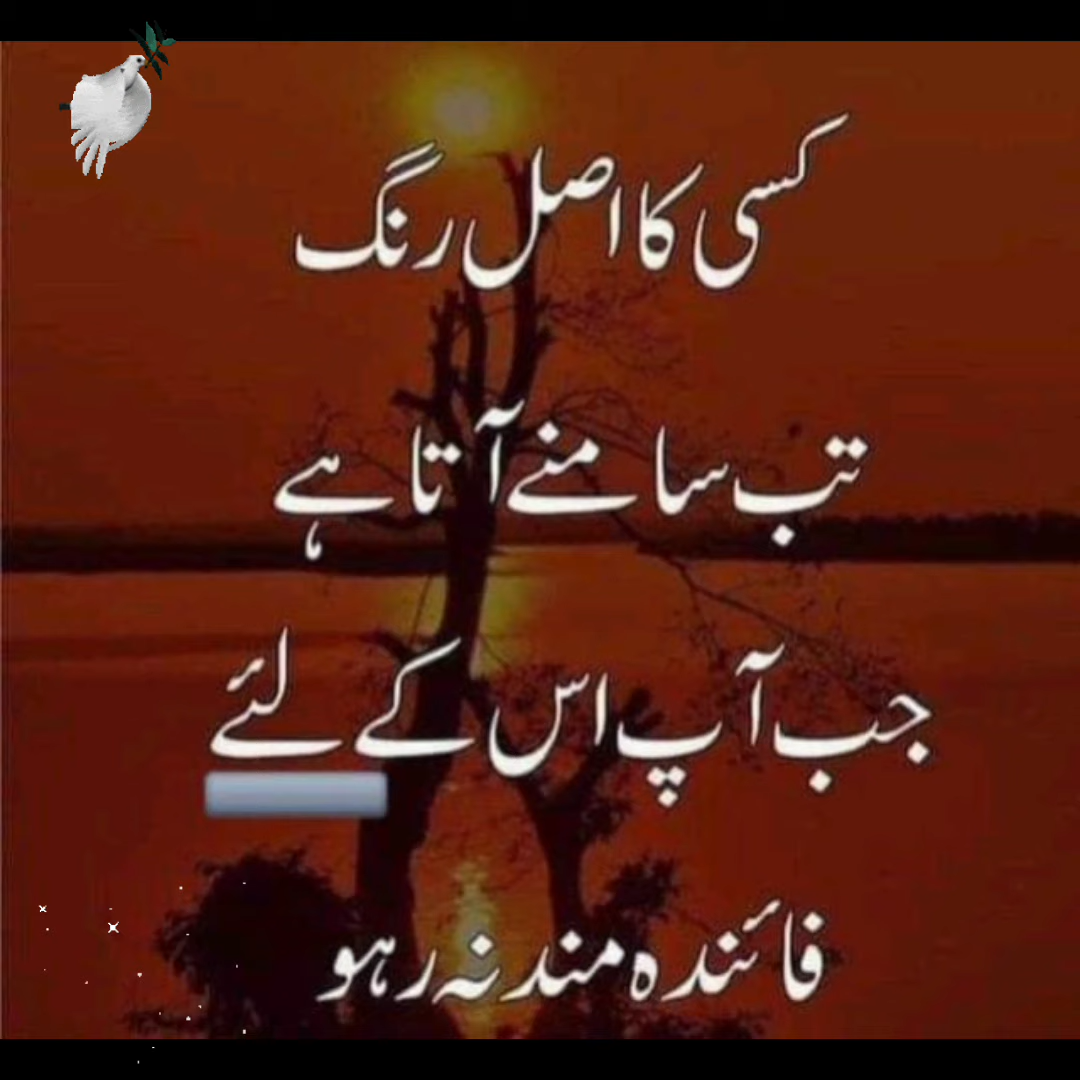 کسی کا اصل رنگ
تب سامنے آتا ہے
جب آپ اس کے لئے
فائندہ مند نہ رہو